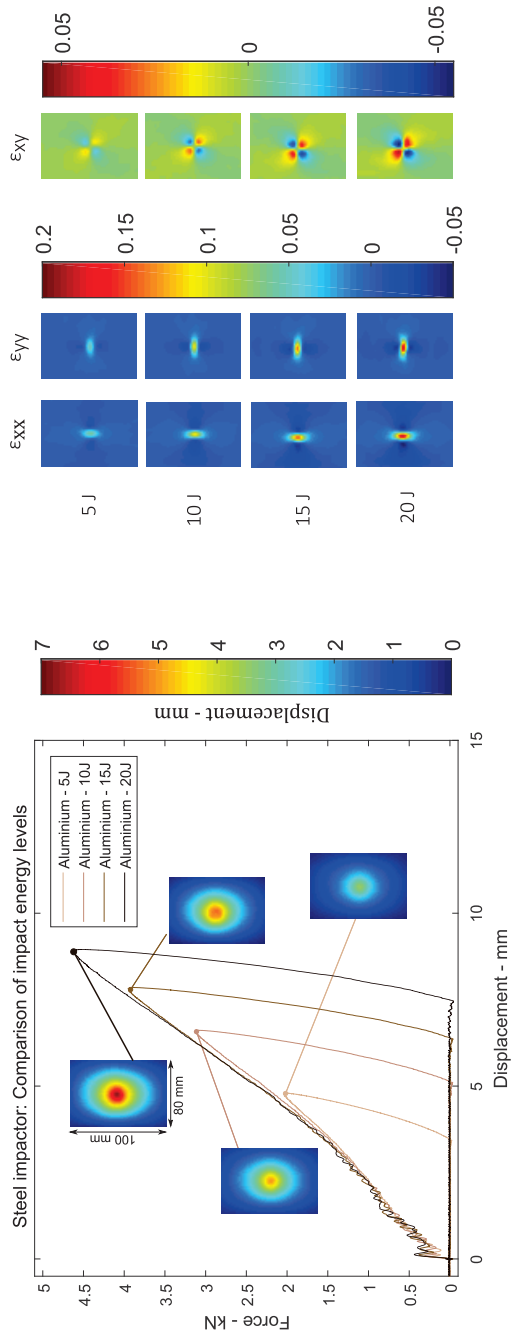 Steel impactor: Comparison of impact energy levels
Force - kN
5
4.5
4
3.5
3
2.5
2
1.5
1
0.5
0
0
5
10
15
Displacement - mm
Aluminium - 5J
Aluminium - 10J
Aluminium - 15J
Aluminium - 20J
100 mm
80 mm
Displacement - mm
7
6
5
4
3
2
1
0
εxx
εyy
εxy
5 J
10 J
15 J
20 J
0.2
0.15
0.1
0.05
0
-0.05
0.05
0
-0.05